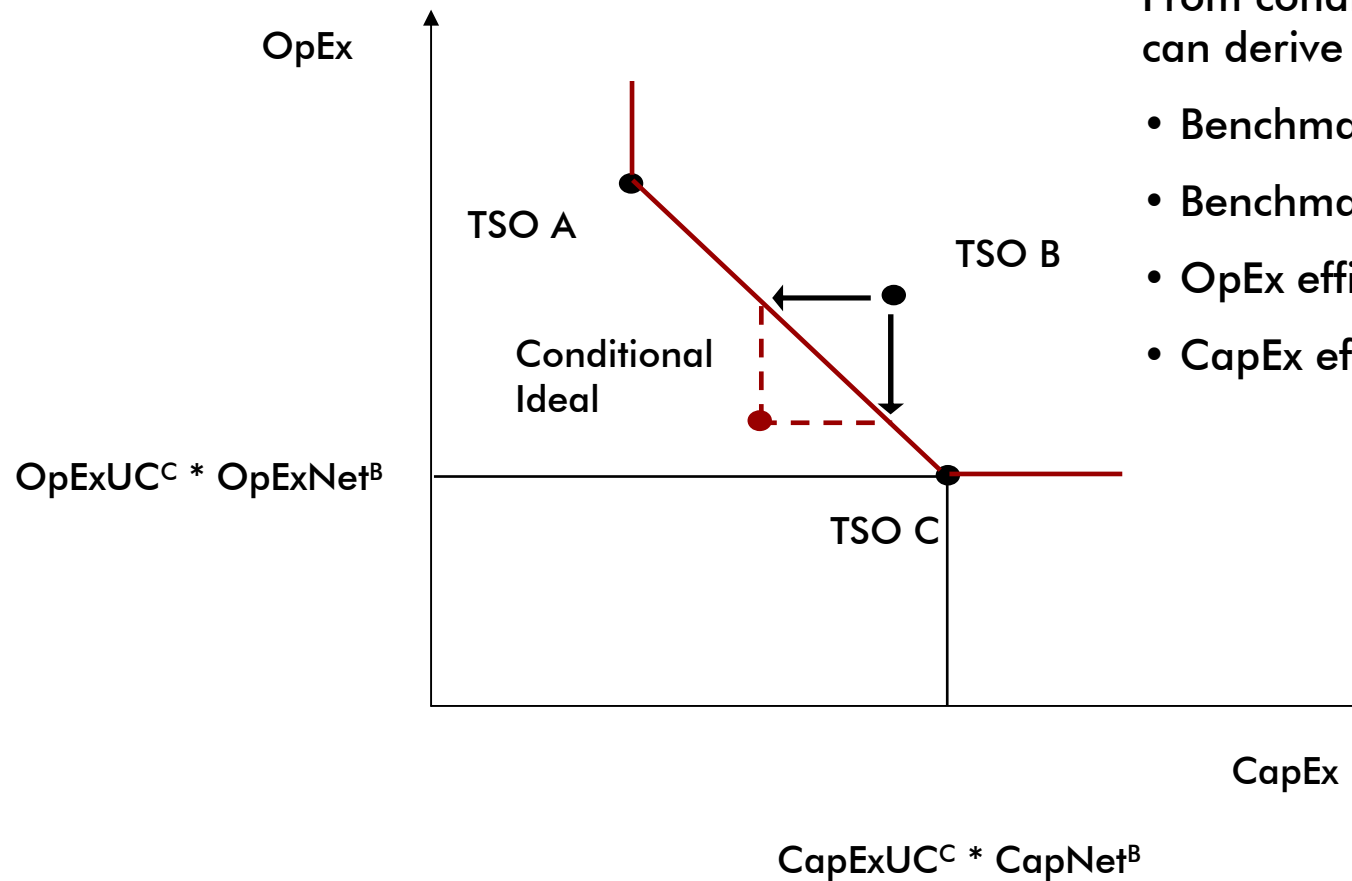 OpEx
can derive
• Benchma
• Benchma
• OpEx effi
• CapEx ef
TSO A
TSO B
Conditional
Ideal
OpExUCᶜ * OpExNetᴮ
TSO C
CapEx
CapExUCᶜ * CapNetᴮ